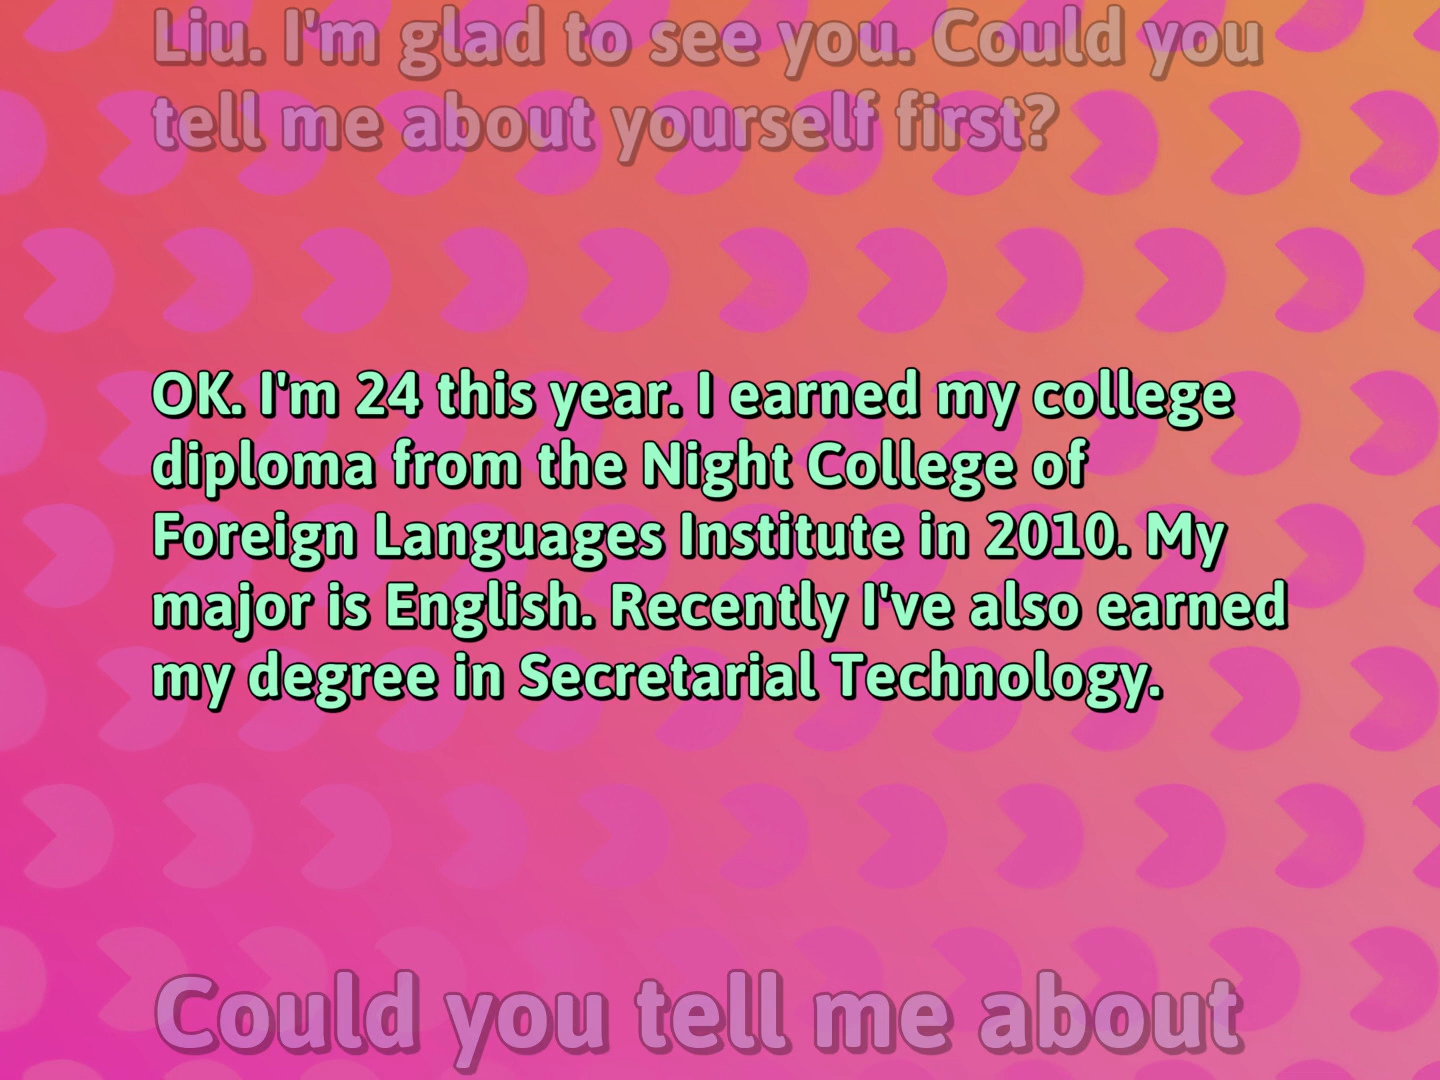 Liu. I'm glad to see you. Could you
tell me about yourself first?
OK. I'm 24 this year. I earned my college
diploma from the Night College of
Foreign Languages Institute in 2010. My
major is English. Recently I've also earned
my degree in Secretarial Technology.
Could you tell me about